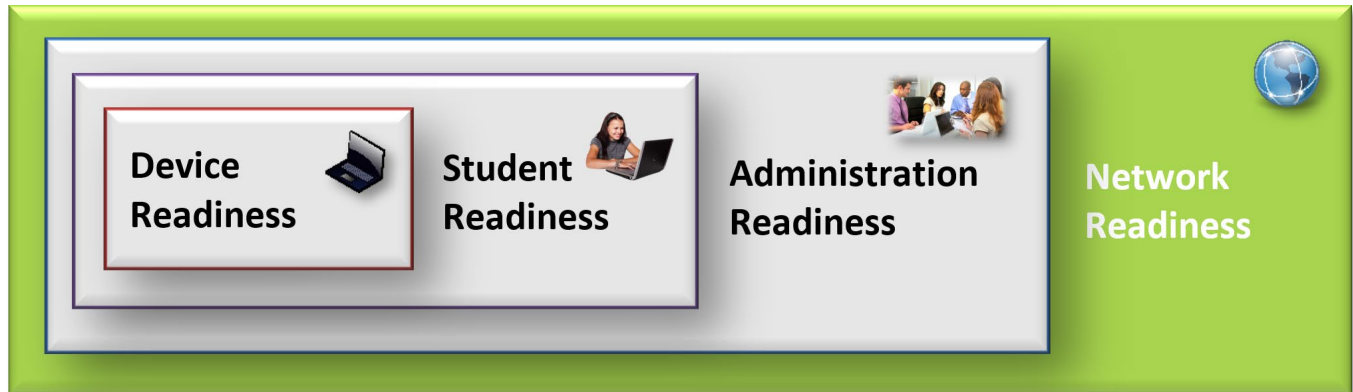 Device
Readiness
Student
Readiness
Administration
Readiness
Network
Readiness